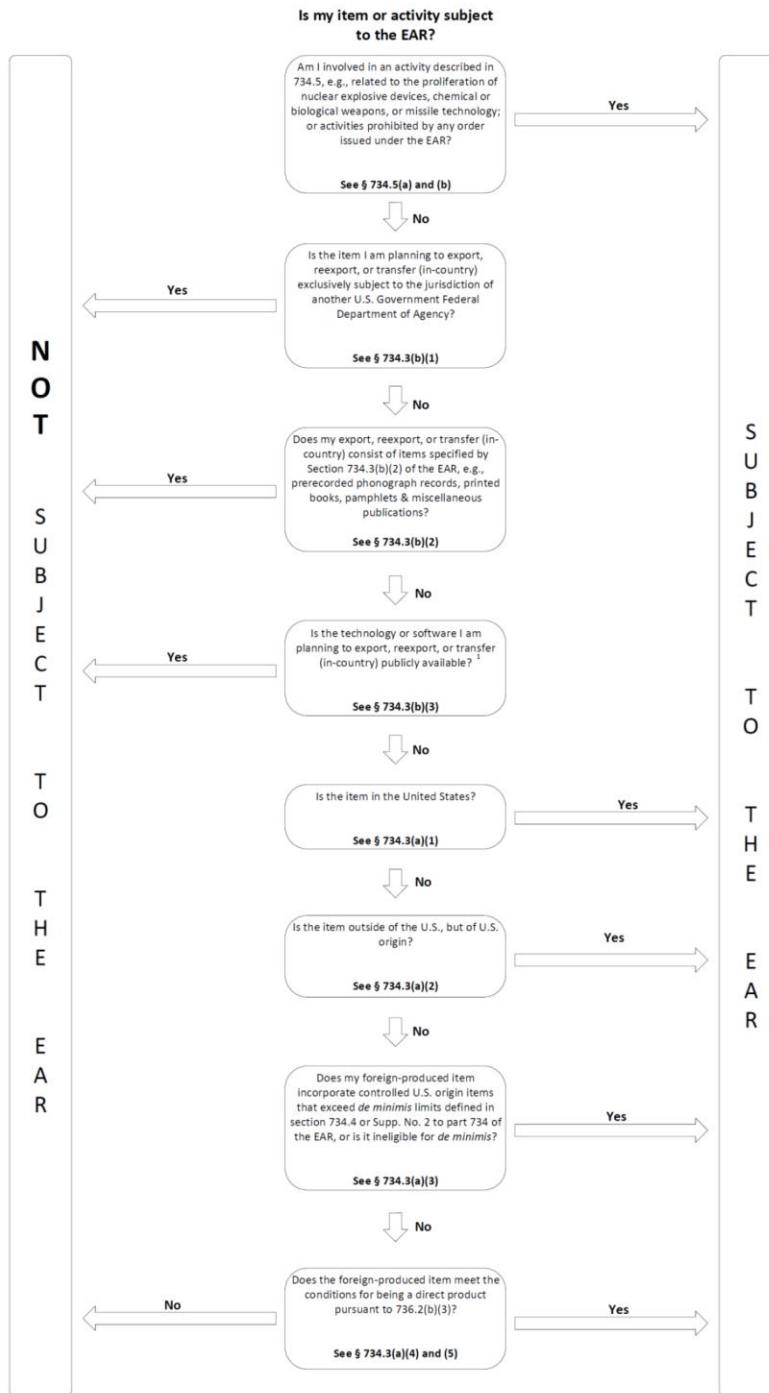 Is my item or activity subject
to the EAR?
Am I involved in an activity described in
734.5, e.g., related to the proliferation of
nuclear explosive devices, chemical or
biological weapons, or missile technology;
or activities prohibited by any order
issued under the EAR?
See § 734.5(a) and (b)
Yes
No
Is the item I am planning to export,
reexport, or transfer (in-country)
exclusively subject to the jurisdiction of
another U.S. Government Federal
Department of Agency?
See § 734.3(b)(1)
Yes
No
Does my export, reexport, or transfer (in-
country) consist of items specified by
Section 734.3(b)(2) of the EAR, e.g.,
prerecorded phonograph records, printed
books, pamphlets & miscellaneous
publications?
See § 734.3(b)(2)
Yes
No
Is the technology or software I am
planning to export, reexport, or transfer
(in-country) publicly available? 1
See § 734.3(b)(3)
Yes
No
Is the item in the United States?
See § 734.3(a)(1)
Yes
No
Is the item outside of the U.S., but of U.S.
origin?
See § 734.3(a)(2)
Yes
No
Does my foreign-produced item
incorporate controlled U.S. origin items
that exceed de minimis limits defined in
section 734.4 or Supp. No. 2 to part 734 of
the EAR, or is it ineligible for de minimis?
See § 734.3(a)(3)
Yes
No
Does the foreign-produced item meet the
conditions for being a direct product
pursuant to 736.2(b)(3)?
See § 734.3(a)(4) and (5)
No
Yes
NOT SUBJECT TO THE EAR
SUBJECT TO THE EAR